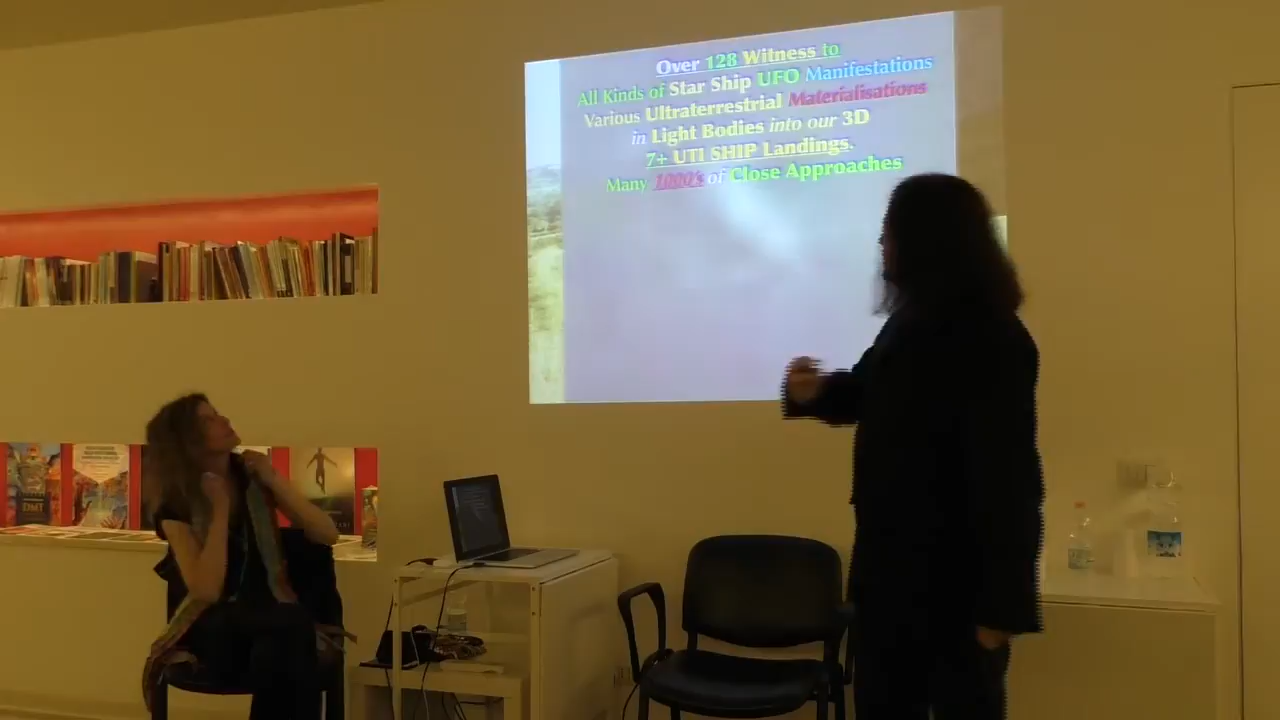 Over 128 Witness to
All Kinds of Star Ship UFO Manifestations
Various Ultraterrestrial Materialisations
in Light Bodies into our 3D
7+ UTI SHIP Landings.
Many 1000's of Close Approaches
DMT